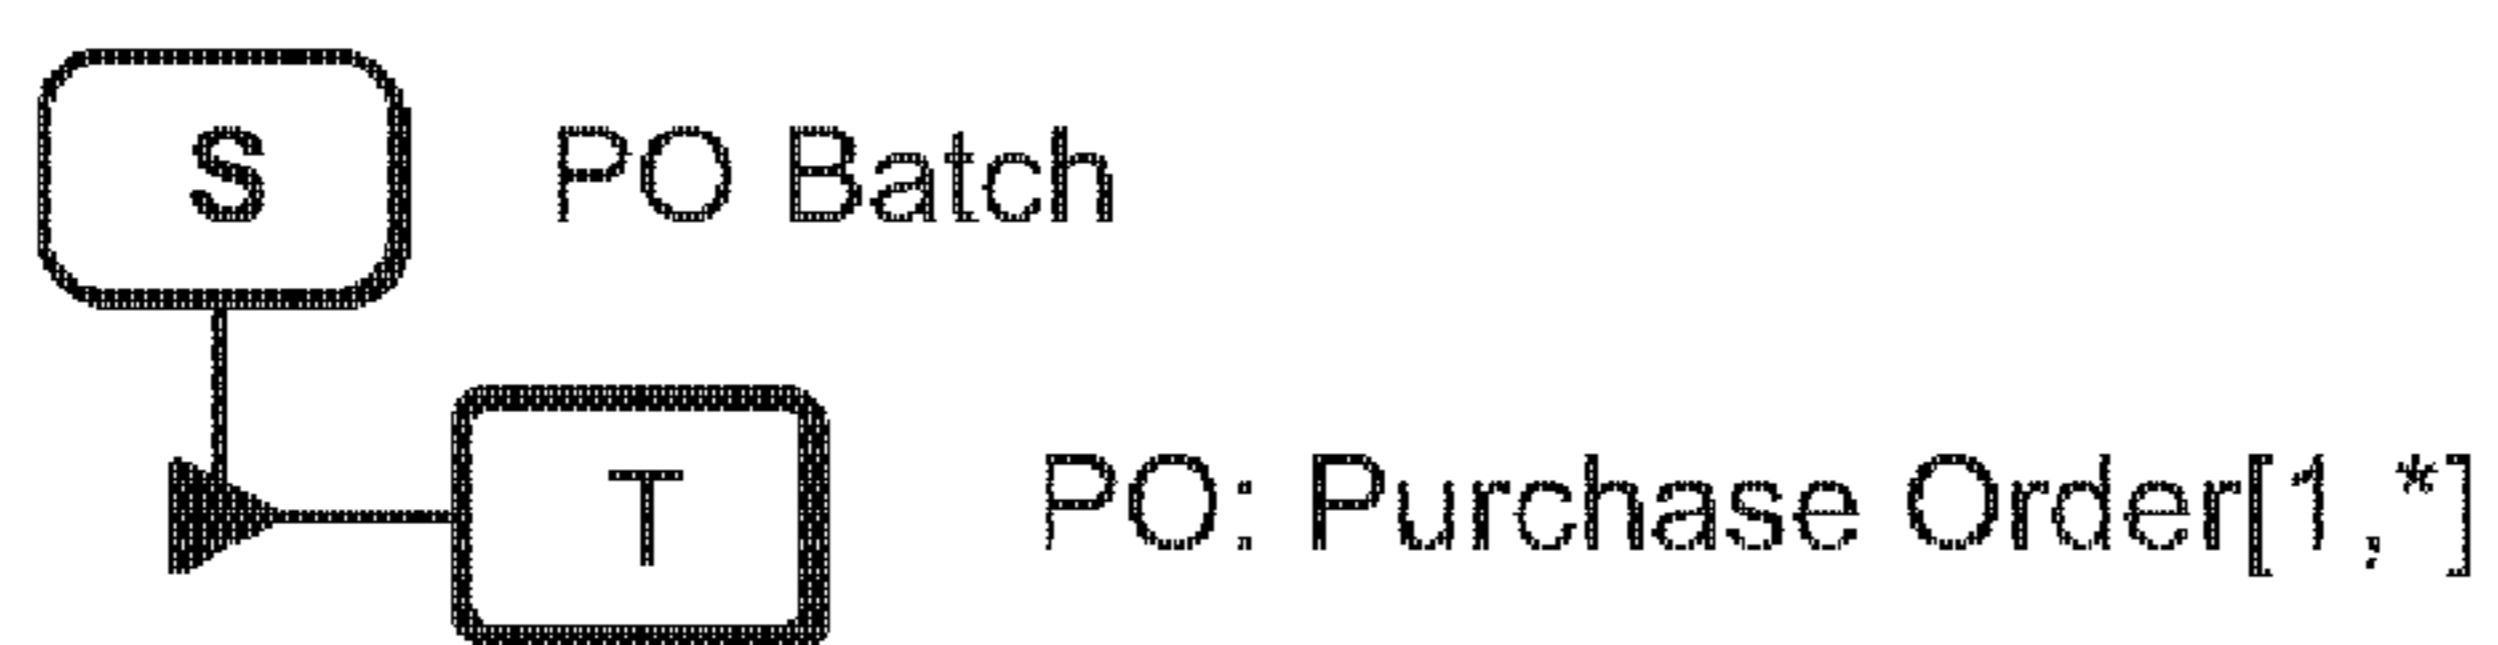 S PO Batch
T PO: Purchase Order[1,*]